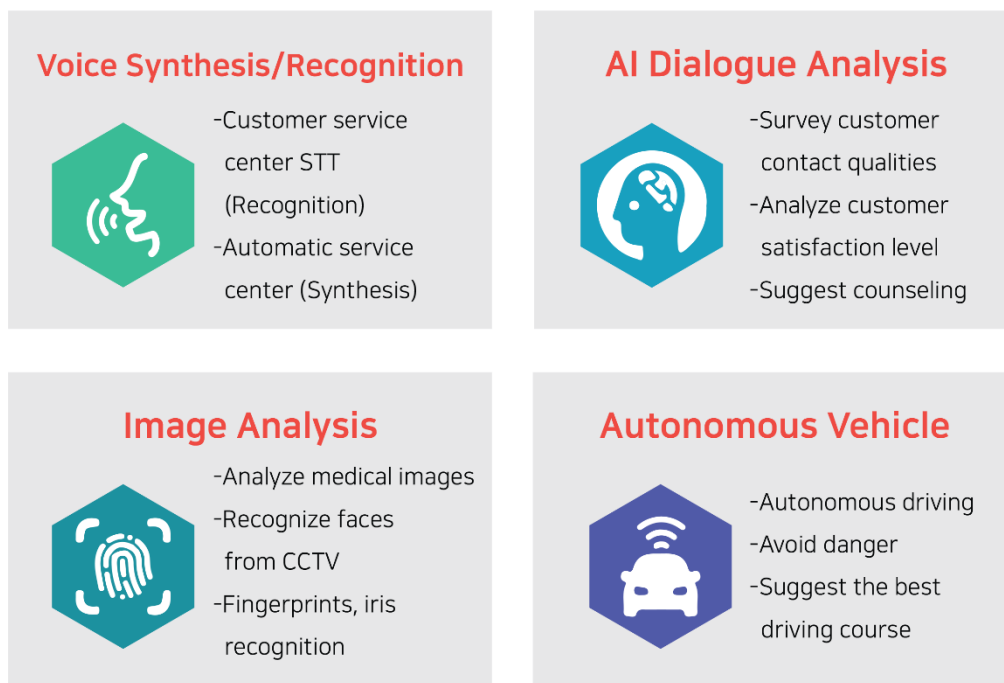 Voice Synthesis/Recognition
-Customer service
center STT
(Recognition)
-Automatic service
center (Synthesis)
AI Dialogue Analysis
-Survey customer
contact qualities
-Analyze customer
satisfaction level
-Suggest counseling
Image Analysis
-Analyze medical images
-Recognize faces
from CCTV
-Fingerprints, iris
recognition
Autonomous Vehicle
-Autonomous driving
-Avoid danger
-Suggest the best
driving course